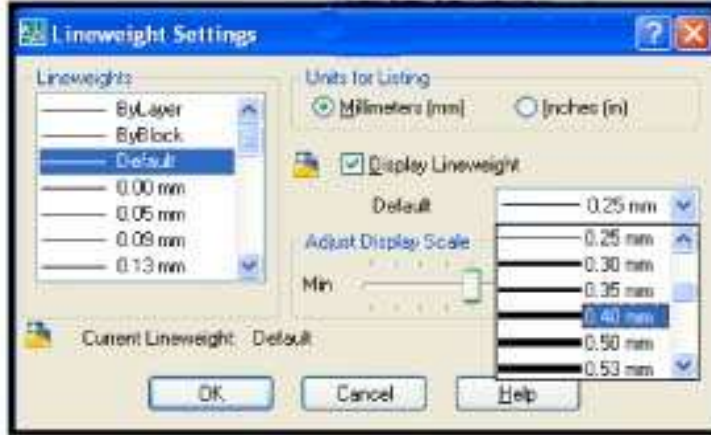 Lineweight Settings
Lineweights
ByLayer
ByBlock
Default
0.00 mm
0.05 mm
0.09 mm
0.13 mm
Units for Listing
Millimeters (mm)
Inches (in)
Display Lineweight
Default
0.25 mm
0.25 mm
0.30 mm
0.35 mm
0.40 mm
0.50 mm
0.53 mm
Adjust Display Scale
Min
Current Lineweight: Default
OK
Cancel
Help